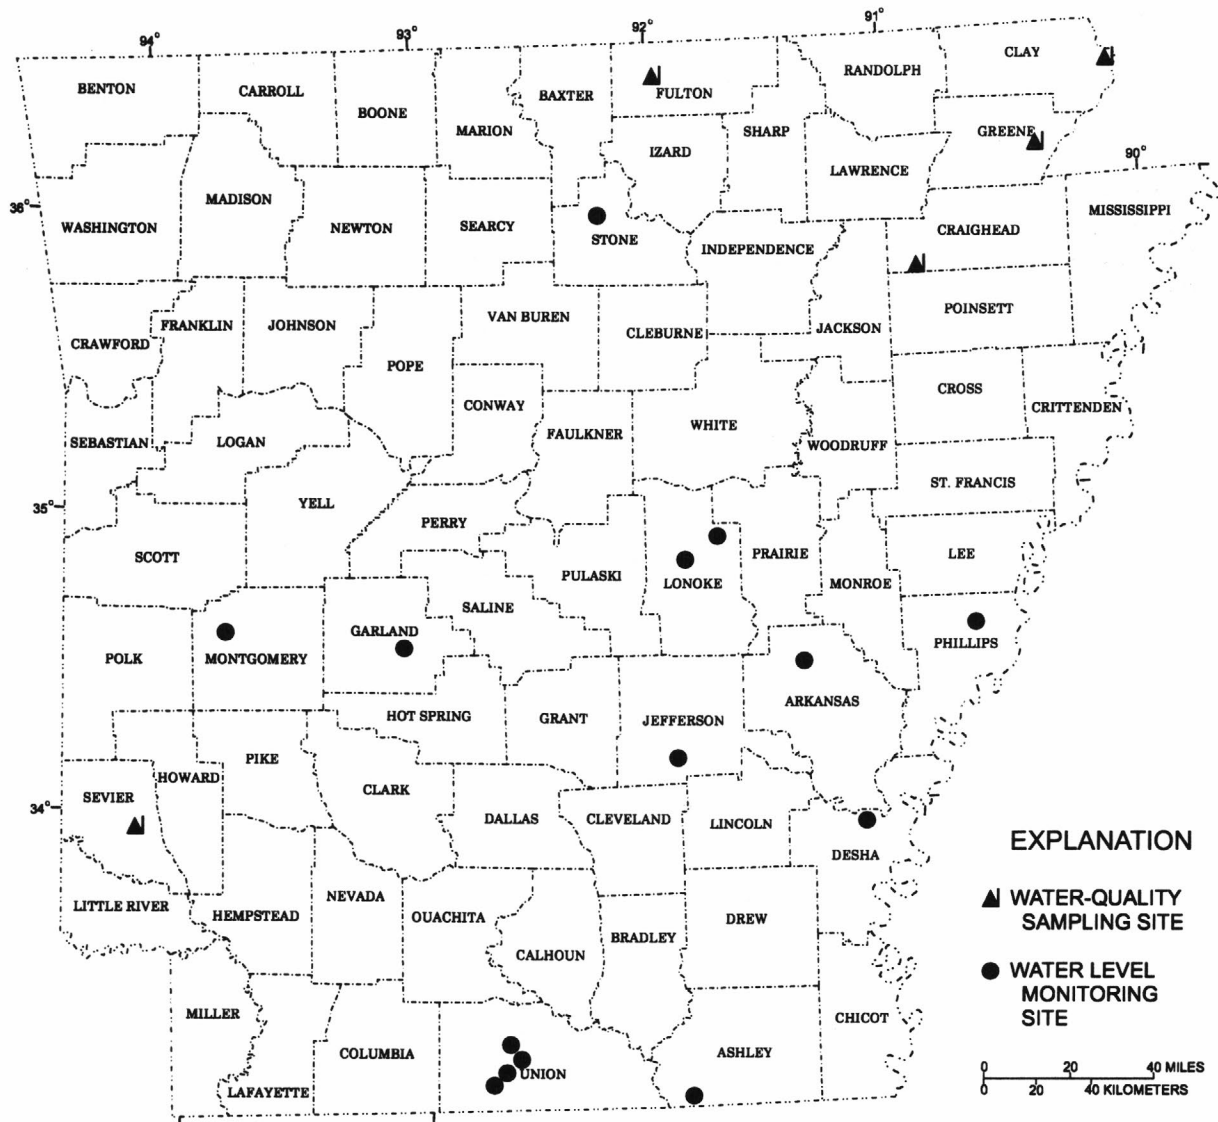 94°
93°
92°
91°
BENTON
CARROLL
BOONE
MARION
BAXTER
FULTON
RANDOLPH
CLAY
SHARP
IZARD
GREENE
LAWRENCE
90°
36°
WASHINGTON
MADISON
NEWTON
SEARCY
STONE
INDEPENDENCE
CRAIGHEAD
MISSISSIPPI
CRAWFORD
FRANKLIN
JOHNSON
POPE
VAN BUREN
CLEBURNE
JACKSON
POINSETT
SEBASTIAN
LOGAN
CONWAY
FAULKNER
WHITE
WOODRUFF
CROSS
CRITTENDEN
35°
YELL
PERRY
ST. FRANCIS
SCOTT
SALINE
PULASKI
LONOKE
PRAIRIE
MONROE
LEE
POLK
MONTGOMERY
GARLAND
PHILLIPS
HOT SPRING
GRANT
JEFFERSON
ARKANSAS
34°
SEVIER
HOWARD
PIKE
CLARK
DALLAS
CLEVELAND
LINCOLN
DESHA
LITTLE RIVER
HEMPSTEAD
NEVADA
OUACHITA
CALHOUN
BRADLEY
DREW
MILLER
LAFAYETTE
COLUMBIA
UNION
ASHLEY
CHICOT
EXPLANATION
WATER-QUALITY
SAMPLING SITE
WATER LEVEL
MONITORING
SITE
0 20 40 MILES
0 20 40 KILOMETERS